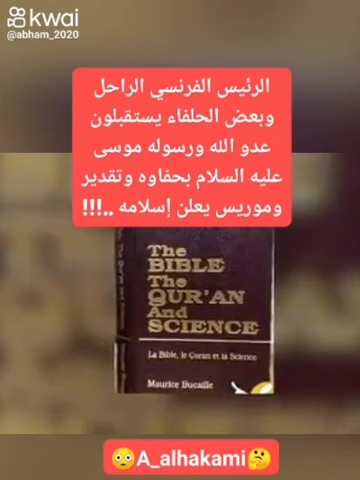 kwai
@abham_2020
الرئيس الفرنسي الراحل
وبعض الحلفاء يستقبلون
عدو الله ورسوله موسى
عليه السلام بحفاوه وتقدير
وموريس يعلن إسلامه ..!!!
The
BIBLE
The
QUR'AN
And
SCIENCE
La Bible, le Coran et la Science
Maurice Bucaille
😳A_alhakami🤔